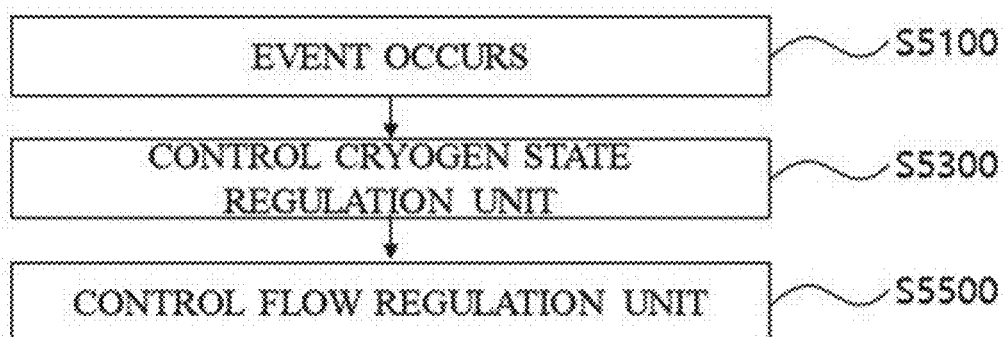 EVENT OCCURS
S5100
CONTROL CRYOGEN STATE
REGULATION UNIT
S5300
CONTROL FLOW REGULATION UNIT
S5500